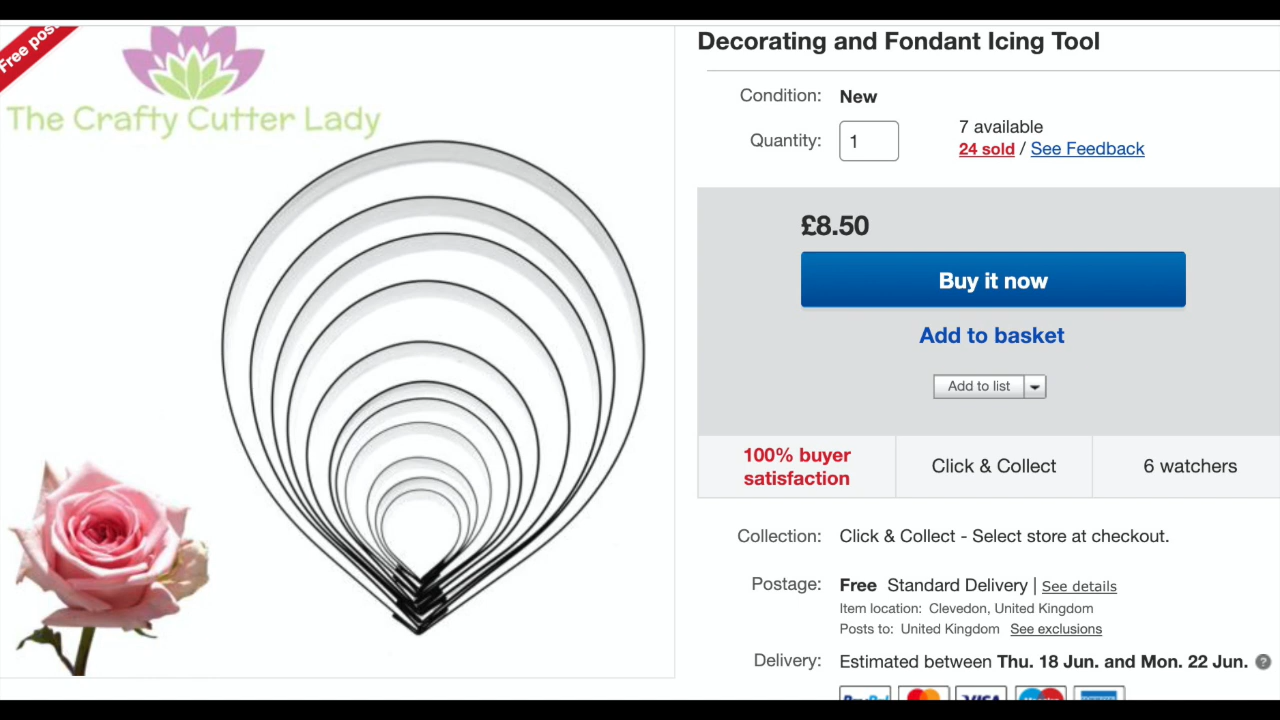 Free pos
The Crafty Cutter Lady
Decorating and Fondant Icing Tool
Condition: New
Quantity: 1
7 available
24 sold / See Feedback
£8.50
Buy it now
Add to basket
Add to list
100% buyer
satisfaction
Click & Collect
6 watchers
Collection: Click & Collect - Select store at checkout.
Postage: Free Standard Delivery | See details
Item location: Clevedon, United Kingdom
Posts to: United Kingdom See exclusions
Delivery: Estimated between Thu. 18 Jun. and Mon. 22 Jun. ?
PayPal VISA